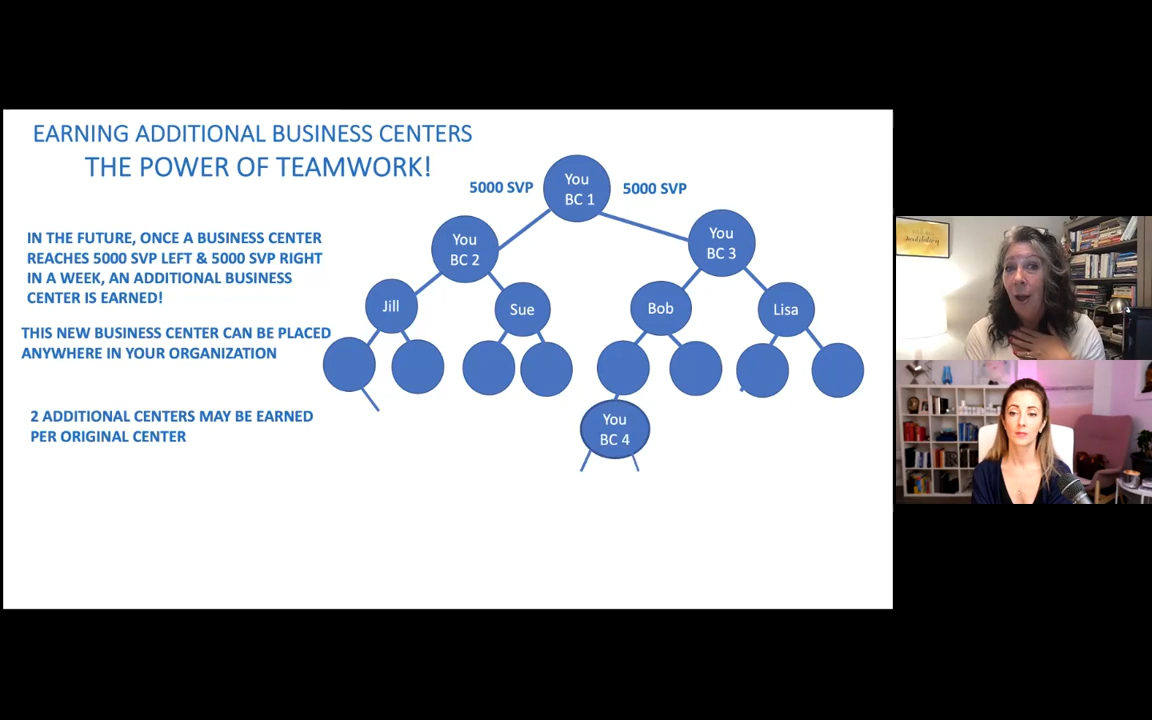 EARNING ADDITIONAL BUSINESS CENTERS
THE POWER OF TEAMWORK!
IN THE FUTURE, ONCE A BUSINESS CENTER
REACHES 5000 SVP LEFT & 5000 SVP RIGHT
IN A WEEK, AN ADDITIONAL BUSINESS
CENTER IS EARNED!
THIS NEW BUSINESS CENTER CAN BE PLACED
ANYWHERE IN YOUR ORGANIZATION
2 ADDITIONAL CENTERS MAY BE EARNED
PER ORIGINAL CENTER
5000 SVP
You
BC 1
5000 SVP
You
BC 2
You
BC 3
Jill
Sue
Bob
Lisa
You
BC 4